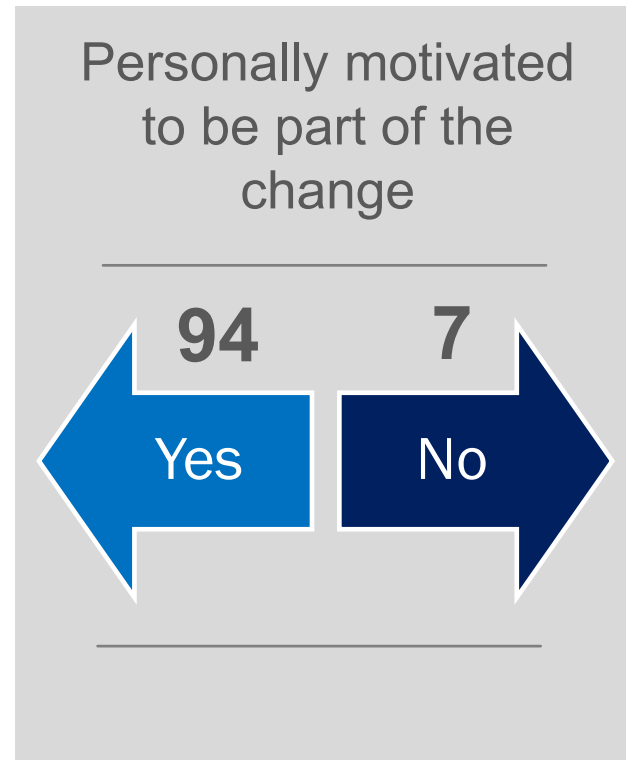 Personally motivated
to be part of the
change
94 7
Yes No